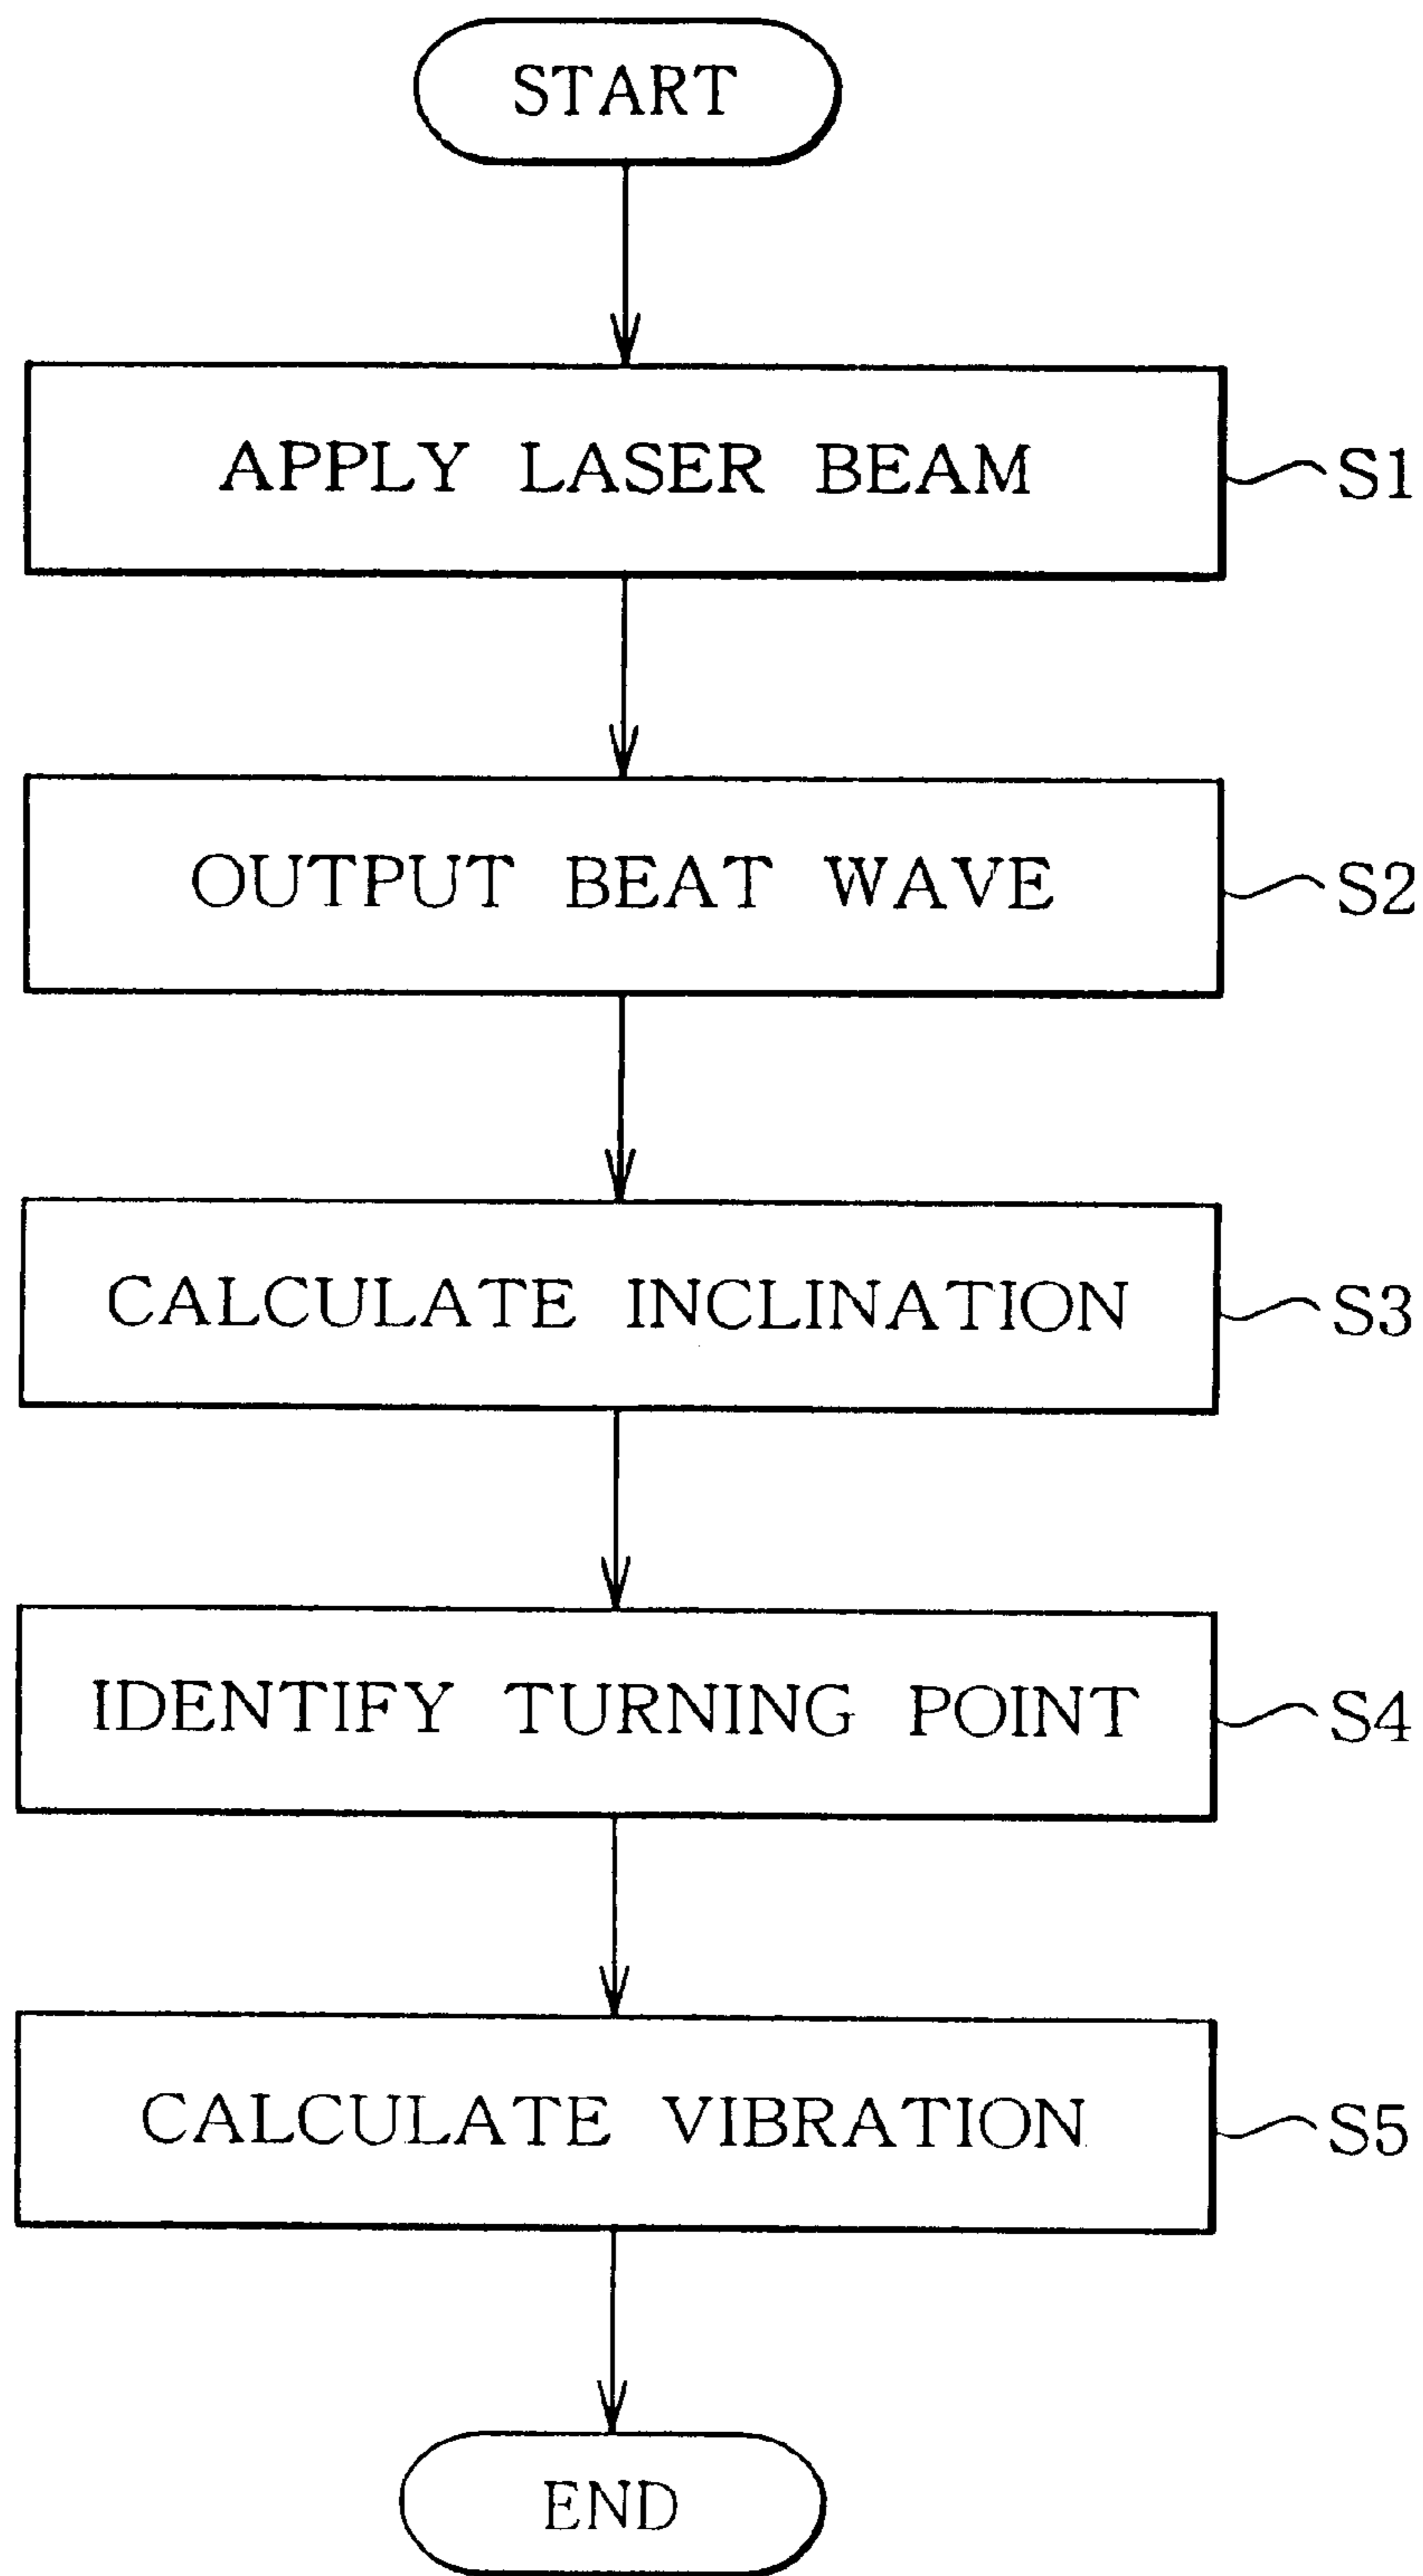 START
APPLY LASER BEAM
S1
OUTPUT BEAT WAVE
S2
CALCULATE INCLINATION
S3
IDENTIFY TURNING POINT
S4
CALCULATE VIBRATION
S5
END